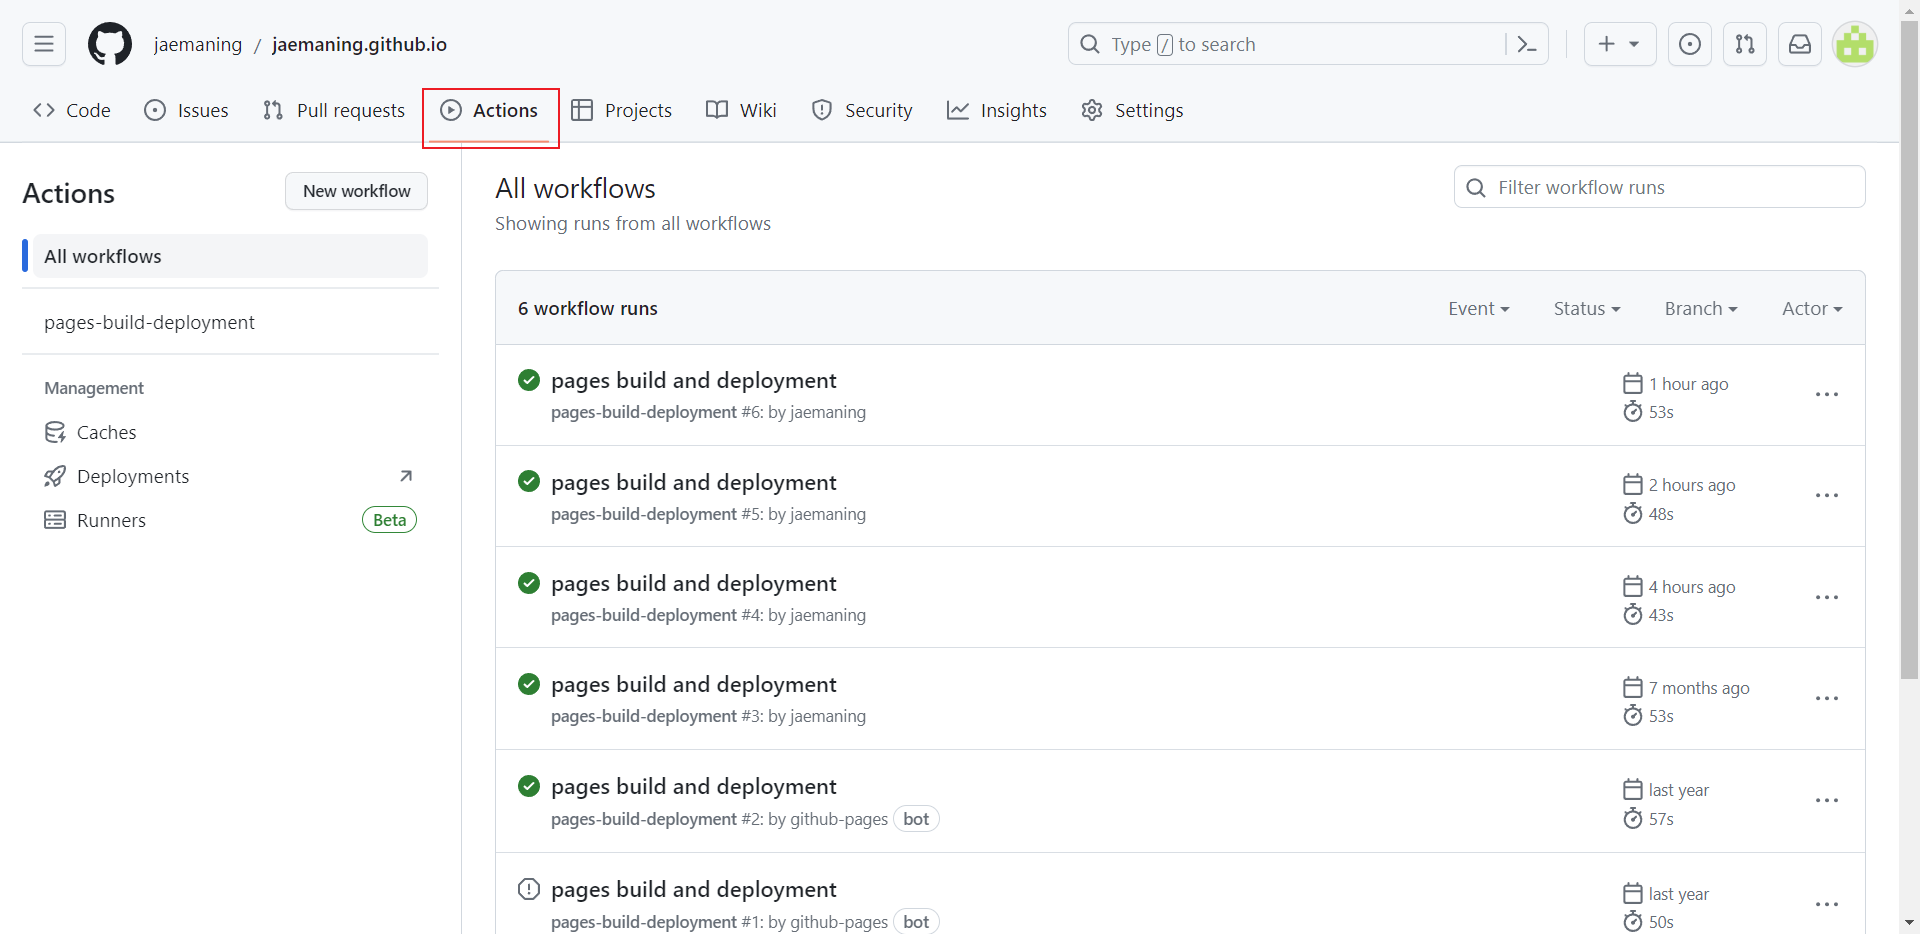 jaemaning / jaemaning.github.io
Type / to search
Code
Issues
Pull requests
Actions
Projects
Wiki
Security
Insights
Settings
Actions
New workflow
All workflows
pages-build-deployment
Management
Caches
Deployments
Runners
Beta
All workflows
Showing runs from all workflows
Filter workflow runs
6 workflow runs
Event
Status
Branch
Actor
pages build and deployment
pages-build-deployment #6: by jaemaning
1 hour ago
53s
pages build and deployment
pages-build-deployment #5: by jaemaning
2 hours ago
48s
pages build and deployment
pages-build-deployment #4: by jaemaning
4 hours ago
43s
pages build and deployment
pages-build-deployment #3: by jaemaning
7 months ago
53s
pages build and deployment
pages-build-deployment #2: by github-pages bot
last year
57s
pages build and deployment
pages-build-deployment #1: by github-pages bot
last year
50s